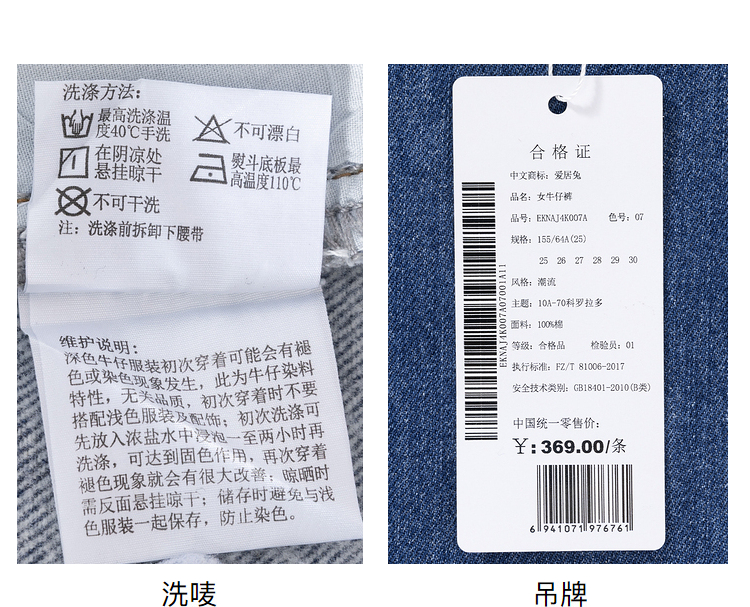 洗涤方法:
最高洗涤温
度40℃手洗
不可漂白
在阴凉处
悬挂晾干
熨斗底板最
高温度110℃
不可干洗
注: 洗涤前拆卸下腰带
维护说明:
深色牛仔服装初次穿着可能会有褪
色或染色现象发生, 此为牛仔染料
特性, 无关品质, 初次穿着时不要
搭配浅色服装及配饰; 初次洗涤可
先放入浓盐水中浸泡一至两小时再
洗涤, 可达到固色作用, 再次穿着
褪色现象就会有很大改善; 晾晒时
需反面悬挂晾干; 储存时避免与浅
色服装一起保存, 防止染色。
洗唛
合格证
中文商标: 爱居兔
品名: 女牛仔裤
品号: EKNAJ4K007A 色号: 07
规格: 155/64A(25)
25 26 27 28 29 30
风格: 潮流
主题: 10A-70科罗拉多
面料: 100%棉
等级: 合格品 检验员: 01
执行标准: FZ/T 81006-2017
安全技术类别: GB18401-2010(B类)
EKNAJ4K007A07001A11
中国统一零售价:
¥: 369.00/条
6 941071 976761
吊牌